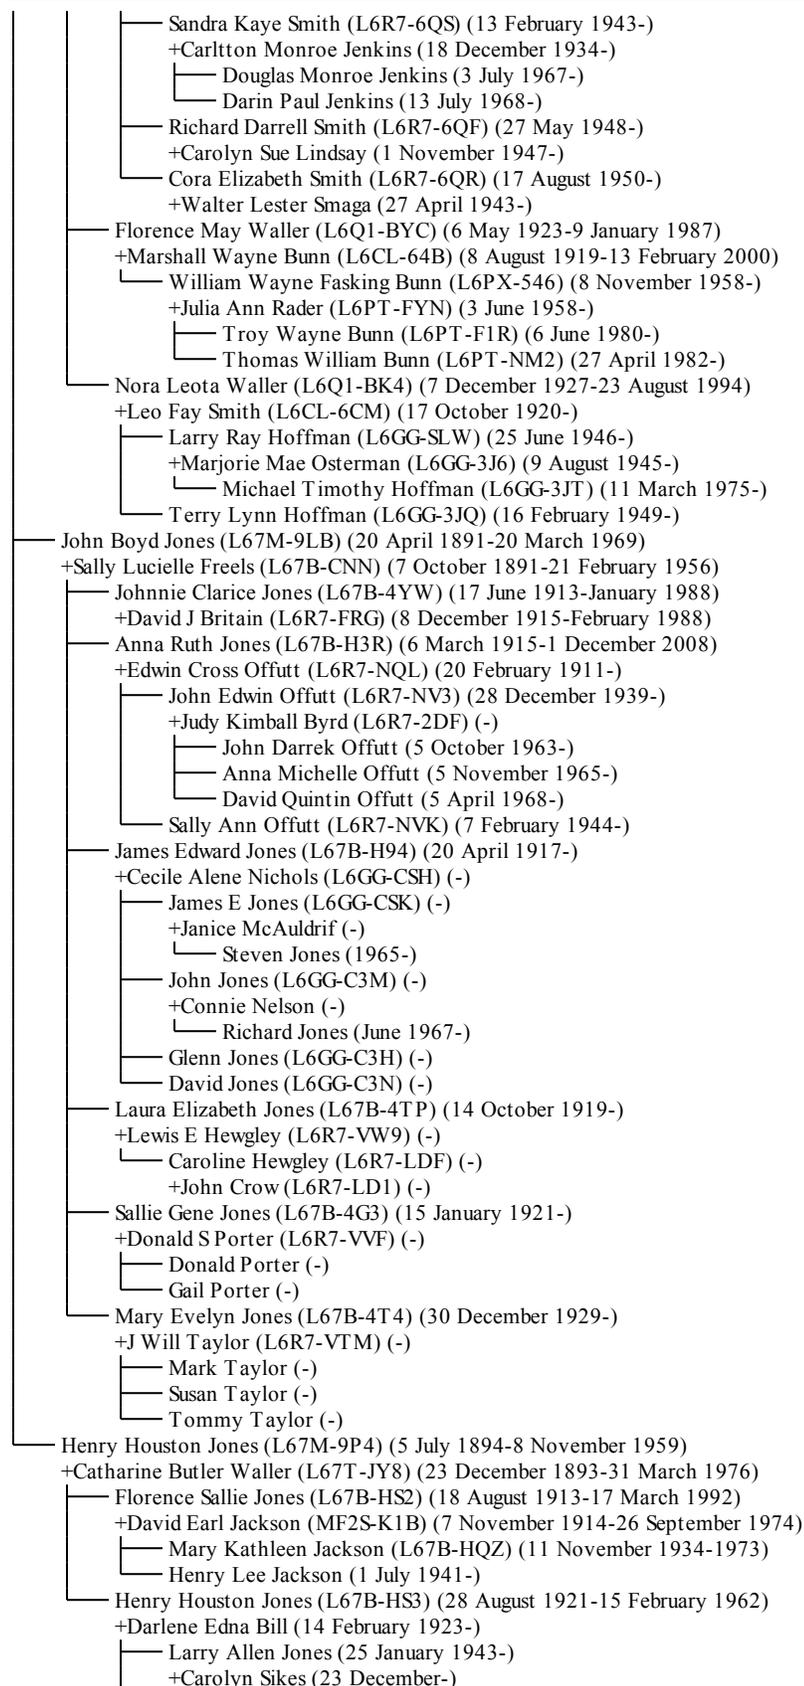 Sandra Kaye Smith (L6R7-6QS) (13 February 1943-)
+Carltton Monroe Jenkins (18 December 1934-)
Douglas Monroe Jenkins (3 July 1967-)
Darin Paul Jenkins (13 July 1968-)
Richard Darrell Smith (L6R7-6QF) (27 May 1948-)
+Carolyn Sue Lindsay (1 November 1947-)
Cora Elizabeth Smith (L6R7-6QR) (17 August 1950-)
+Walter Lester Smaga (27 April 1943-)
Florence May Waller (L6Q1-BYC) (6 May 1923-9 January 1987)
+Marshall Wayne Bunn (L6CL-64B) (8 August 1919-13 February 2000)
William Wayne Fasking Bunn (L6PX-546) (8 November 1958-)
+Julia Ann Rader (L6PT-FYN) (3 June 1958-)
Troy Wayne Bunn (L6PT-F1R) (6 June 1980-)
Thomas William Bunn (L6PT-NM2) (27 April 1982-)
Nora Leota Waller (L6Q1-BK4) (7 December 1927-23 August 1994)
+Leo Fay Smith (L6CL-6CM) (17 October 1920-)
Larry Ray Hoffman (L6GG-SLW) (25 June 1946-)
+Marjorie Mae Osterman (L6GG-3J6) (9 August 1945-)
Michael Timothy Hoffman (L6GG-3JT) (11 March 1975-)
Terry Lynn Hoffman (L6GG-3JQ) (16 February 1949-)
John Boyd Jones (L67M-9LB) (20 April 1891-20 March 1969)
+Sally Lucielle Freels (L67B-CNN) (7 October 1891-21 February 1956)
Johnnie Clarice Jones (L67B-4YW) (17 June 1913-January 1988)
+David J Britain (L6R7-FRG) (8 December 1915-February 1988)
Anna Ruth Jones (L67B-H3R) (6 March 1915-1 December 2008)
+Edwin Cross Offutt (L6R7-NQL) (20 February 1911-)
John Edwin Offutt (L6R7-NV3) (28 December 1939-)
+Judy Kimball Byrd (L6R7-2DF) (-)
John Darrek Offutt (5 October 1963-)
Anna Michelle Offutt (5 November 1965-)
David Quintin Offutt (5 April 1968-)
Sally Ann Offutt (L6R7-NVK) (7 February 1944-)
James Edward Jones (L67B-H94) (20 April 1917-)
+Cecile Alene Nichols (L6GG-CSH) (-)
James E Jones (L6GG-CSK) (-)
+Janice McAuldrif (-)
Steven Jones (1965-)
John Jones (L6GG-C3M) (-)
+Connie Nelson (-)
Richard Jones (June 1967-)
Glenn Jones (L6GG-C3H) (-)
David Jones (L6GG-C3N) (-)
Laura Elizabeth Jones (L67B-4TP) (14 October 1919-)
+Lewis E Hewgley (L6R7-VW9) (-)
Caroline Hewgley (L6R7-LDF) (-)
+John Crow (L6R7-LD1) (-)
Sallie Gene Jones (L67B-4G3) (15 January 1921-)
+Donald S Porter (L6R7-VVF) (-)
Donald Porter (-)
Gail Porter (-)
Mary Evelyn Jones (L67B-4T4) (30 December 1929-)
+J Will Taylor (L6R7-VTM) (-)
Mark Taylor (-)
Susan Taylor (-)
Tommy Taylor (-)
Henry Houston Jones (L67M-9P4) (5 July 1894-8 November 1959)
+Catharine Butler Waller (L67T-JY8) (23 December 1893-31 March 1976)
Florence Sallie Jones (L67B-HS2) (18 August 1913-17 March 1992)
+David Earl Jackson (MF2S-K1B) (7 November 1914-26 September 1974)
Mary Kathleen Jackson (L67B-HQZ) (11 November 1934-1973)
Henry Lee Jackson (1 July 1941-)
Henry Houston Jones (L67B-HS3) (28 August 1921-15 February 1962)
+Darlene Edna Bill (14 February 1923-)
Larry Allen Jones (25 January 1943-)
+Carolyn Sikes (23 December-)